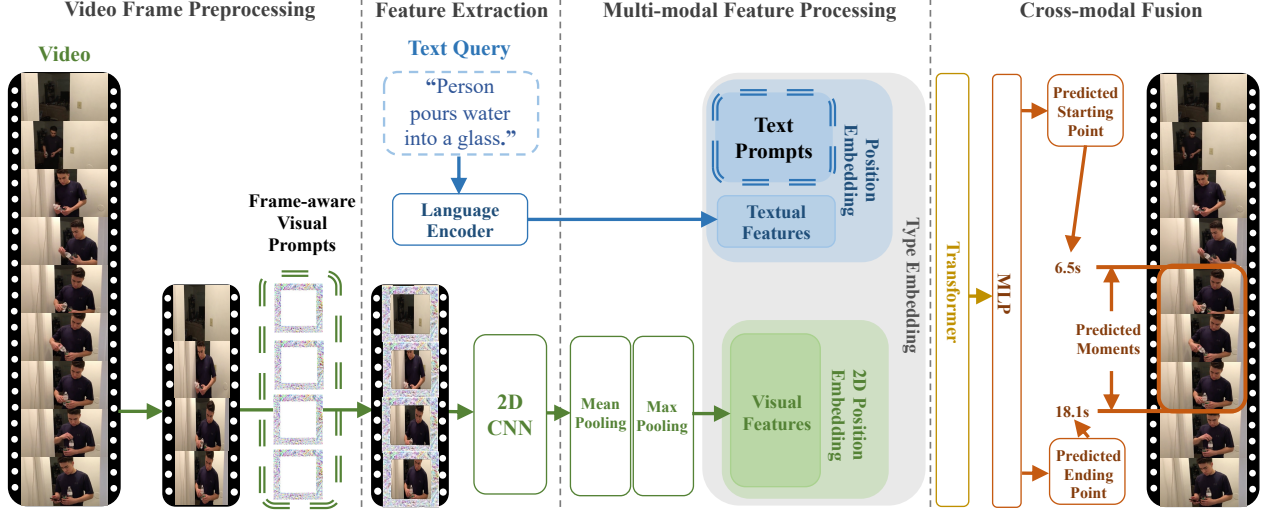 Video Frame Preprocessing
Feature Extraction
Multi-modal Feature Processing
Cross-modal Fusion
Video
Frame-aware
Visual
Prompts
Text Query
“Person
pours water
into a glass.”
Language
Encoder
2D
CNN
Mean
Pooling
Max
Pooling
Text
Prompts
Textual
Features
Position
Embedding
Type Embedding
Visual
Features
2D Position
Embedding
Transformer
MLP
Predicted
Starting
Point
6.5s
Predicted
Moments
18.1s
Predicted
Ending
Point